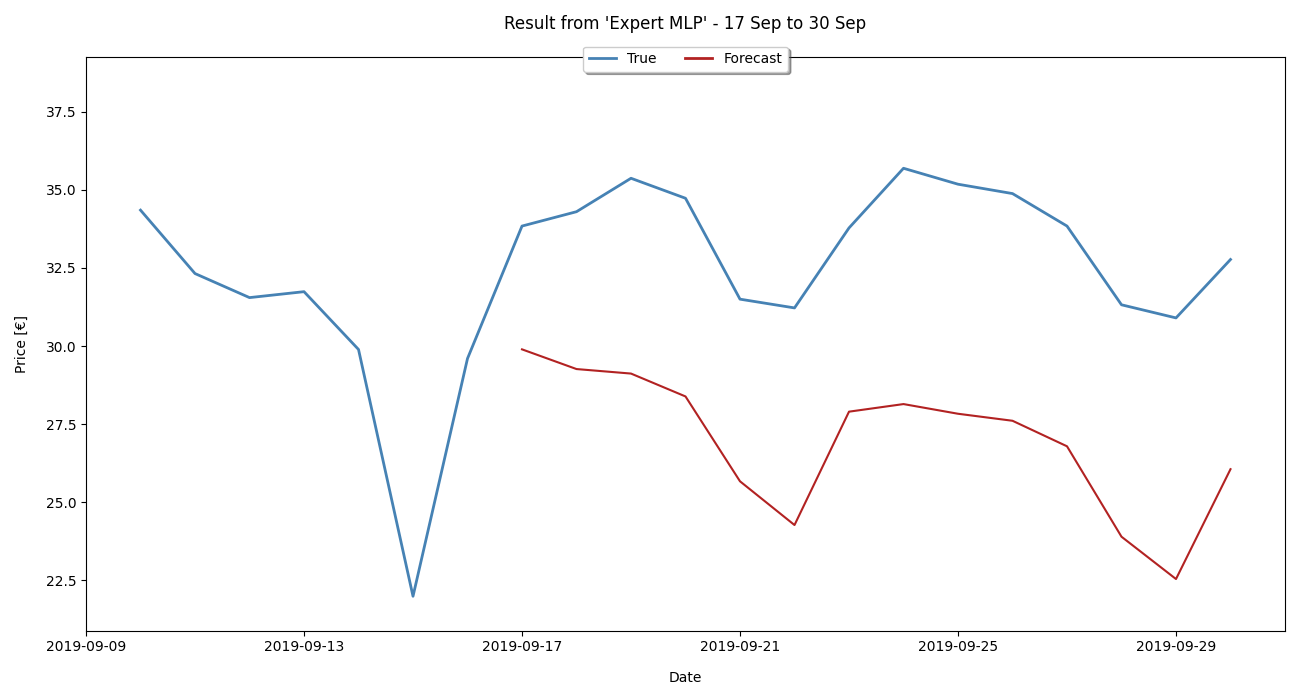 Result from 'Expert MLP' - 17 Sep to 30 Sep
True Forecast
37.5
35.0
32.5
30.0
27.5
25.0
22.5
Price [€]
2019-09-09 2019-09-13 2019-09-17 2019-09-21 2019-09-25 2019-09-29
Date